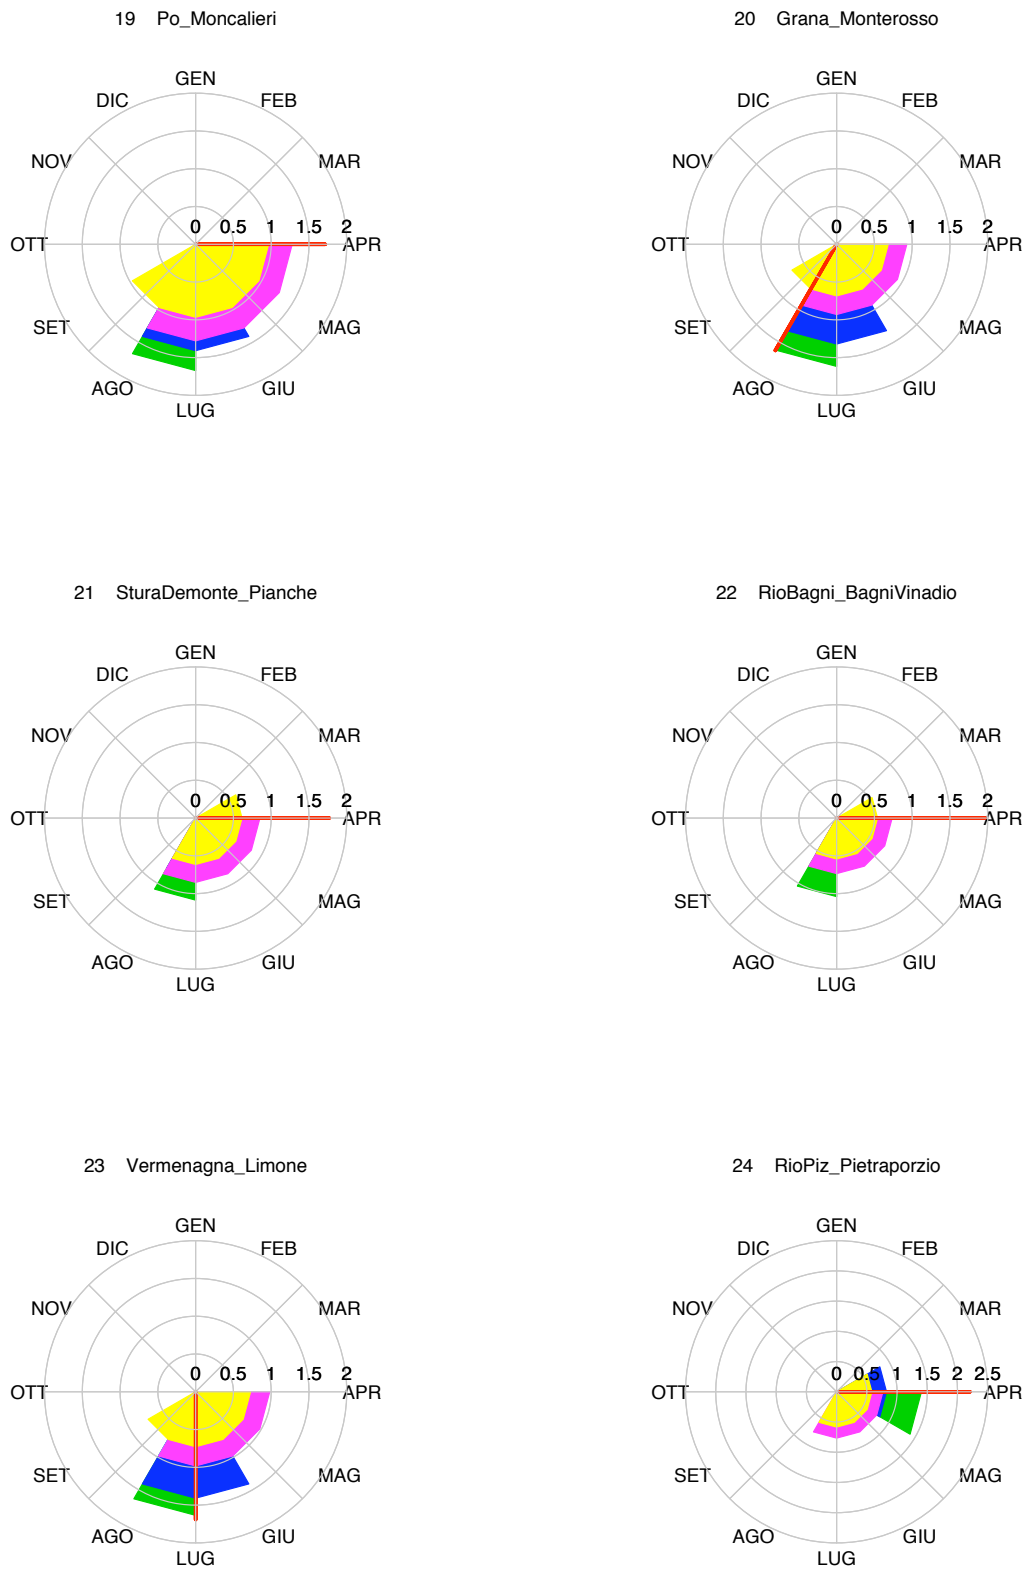 19 Po_Moncalieri
GEN
DIC FEB
NOV MAR
0 0.5 1 1.5 2
OTT APR
SET MAG
AGO GIU
LUG
20 Grana_Monterosso
GEN
DIC FEB
NOV MAR
0 0.5 1 1.5 2
OTT APR
SET MAG
AGO GIU
LUG
21 SturaDemonte_Pianche
GEN
DIC FEB
NOV MAR
0 0.5 1 1.5 2
OTT APR
SET MAG
AGO GIU
LUG
22 RioBagni_BagniVinadio
GEN
DIC FEB
NOV MAR
0 0.5 1 1.5 2
OTT APR
SET MAG
AGO GIU
LUG
23 Vermenagna_Limone
GEN
DIC FEB
NOV MAR
0 0.5 1 1.5 2
OTT APR
SET MAG
AGO GIU
LUG
24 RioPiz_Pietraporzio
GEN
DIC FEB
NOV MAR
0 0.5 1 1.5 2 2.5
OTT APR
SET MAG
AGO GIU
LUG